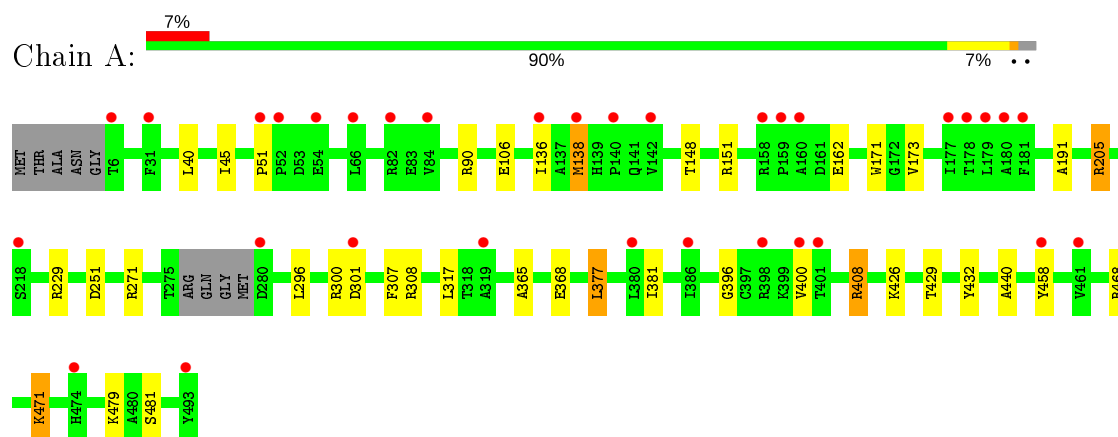 7%
Chain A:
90% 7% • •
MET THR ALA ASN GLY T6 F31 L40 I45 P51 P52 D53 E54 L66 R82 E83 V84 R90 E106 I136 A137 M138 H139 P140 Q141 V142 T148 R151 R158 P159 A160 D161 E162 W171 G172 V173 I177 T178 L179 A180 F181 A191 R205
S218 R229 D251 R271 T275 ARG GLN GLY MET D280 L296 R300 D301 F307 R308 L317 T318 A319 A365 E368 L377 L380 I381 I386 G396 C397 R398 K399 V400 T401 R408 K426 T429 Y432 A440 Y458 V461
K471 H474 K479 A480 S481 Y493